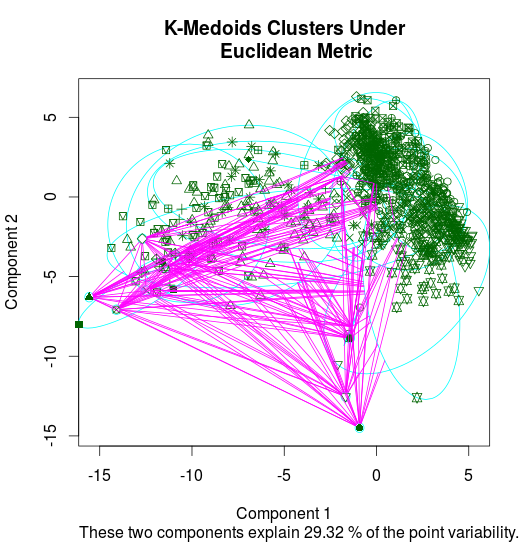 K-Medoids Clusters Under
Euclidean Metric
5
0
-5
-10
-15
Component 2
-15 -10 -5 0 5
Component 1
These two components explain 29.32 % of the point variability.